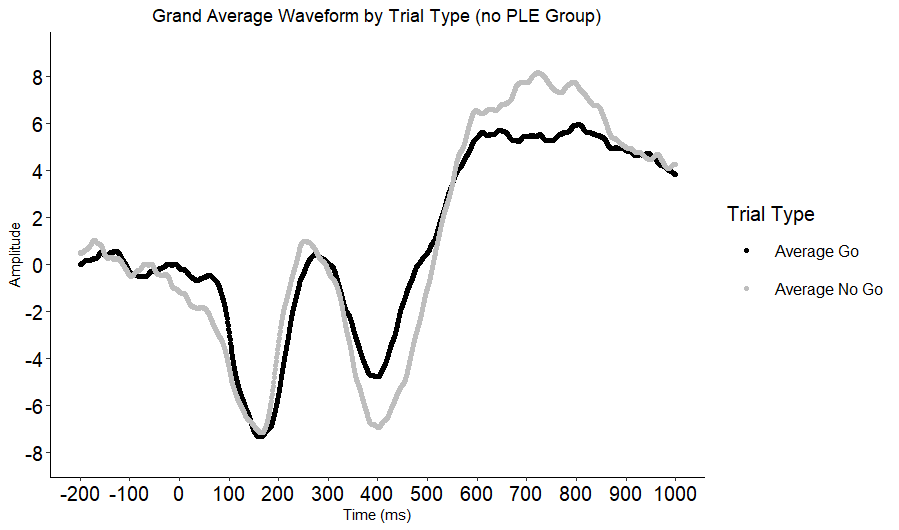 Grand Average Waveform by Trial Type (no PLE Group)
Amplitude
8
6
4
2
0
-2
-4
-6
-8
-200 -100 0 100 200 300 400 500 600 700 800 900 1000
Time (ms)
Trial Type
Average Go
Average No Go